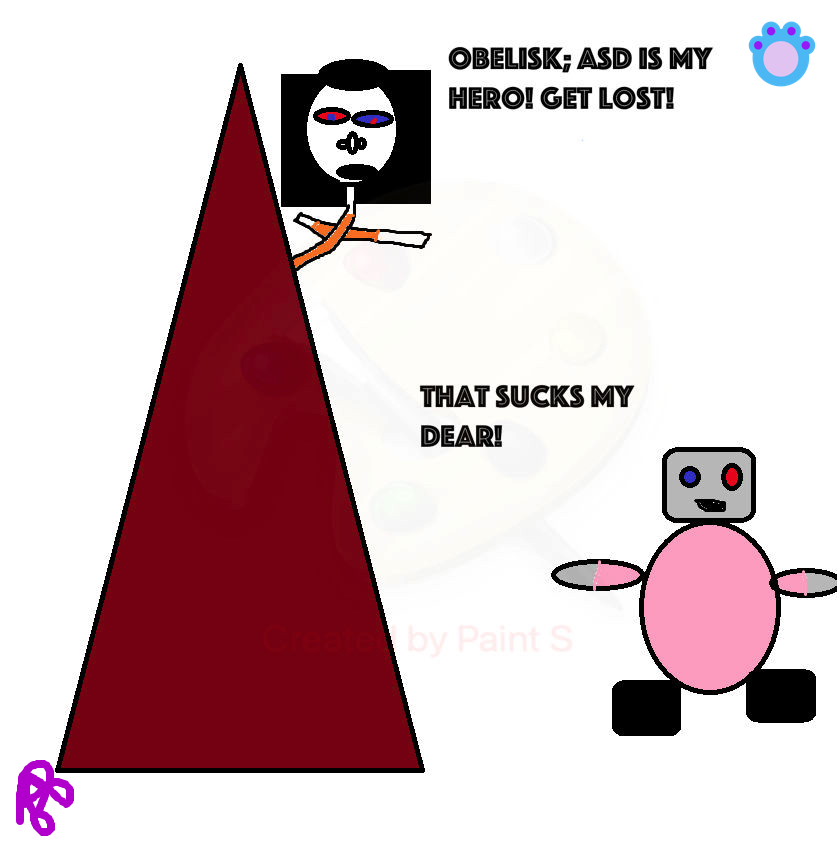 OBELISK; ASD IS MY
HERO! GET LOST!
THAT SUCKS MY
DEAR!
Created by Paint S